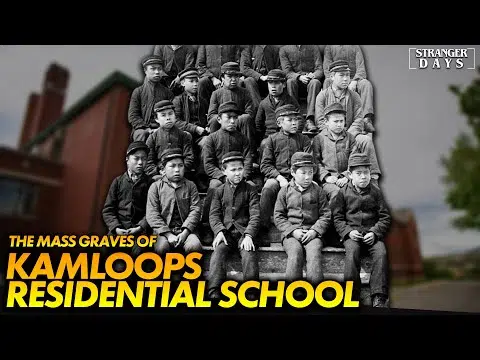 STRANGER
DAYS
THE MASS GRAVES OF
KAMLOOPS
RESIDENTIAL SCHOOL